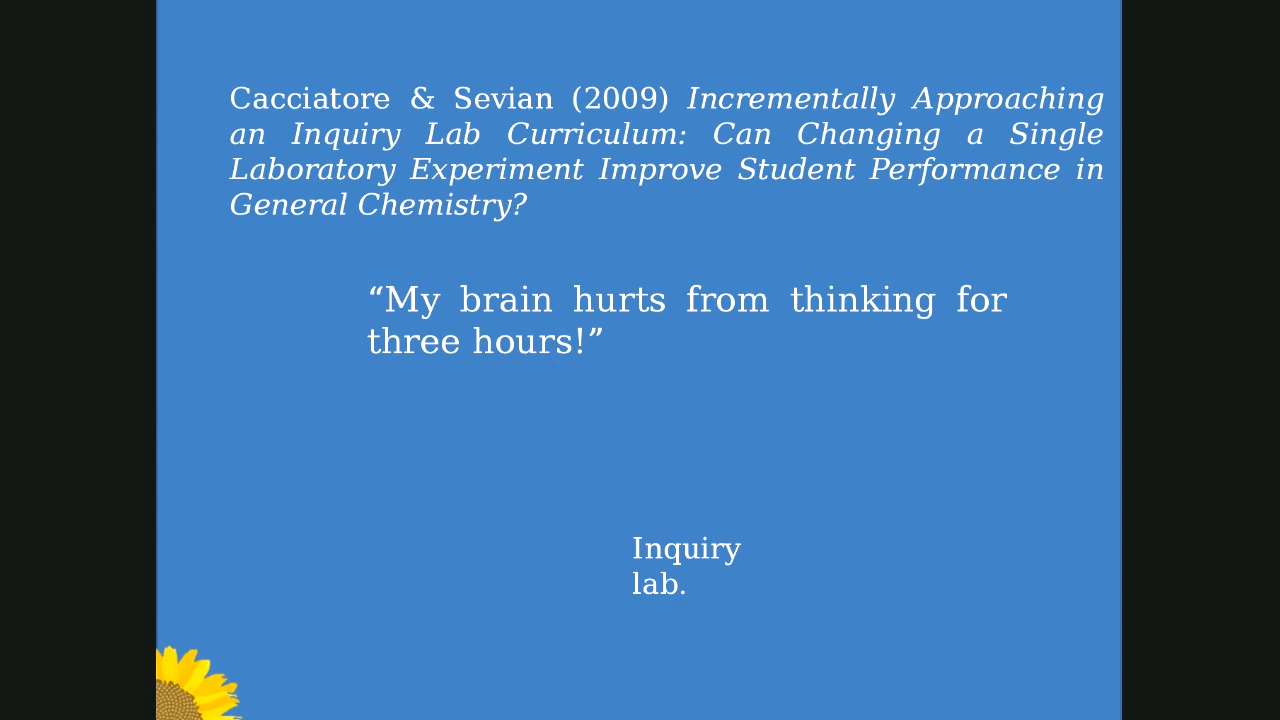 Cacciatore & Sevian (2009) Incrementally Approaching
an Inquiry Lab Curriculum: Can Changing a Single
Laboratory Experiment Improve Student Performance in
General Chemistry?
“My brain hurts from thinking for
three hours!”
Inquiry
lab.